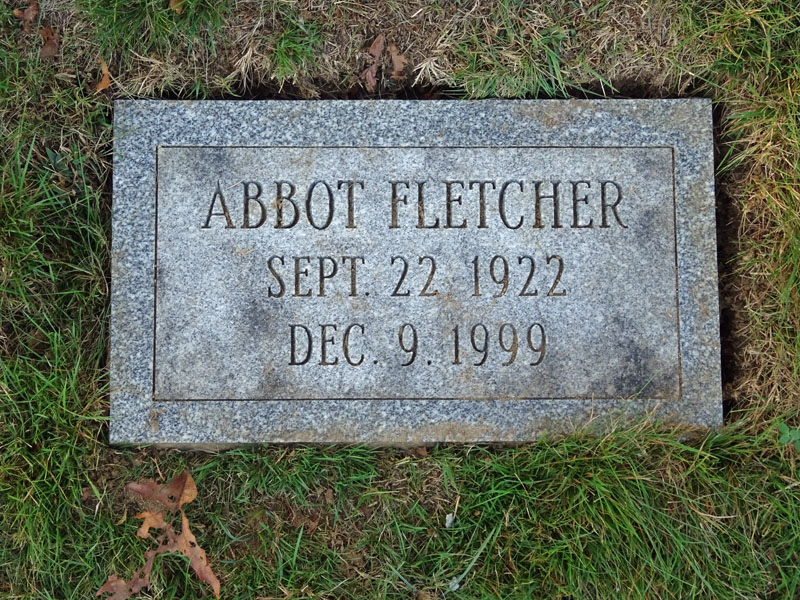 ABBOT FLETCHER
SEPT. 22 1922
DEC. 9. 1999